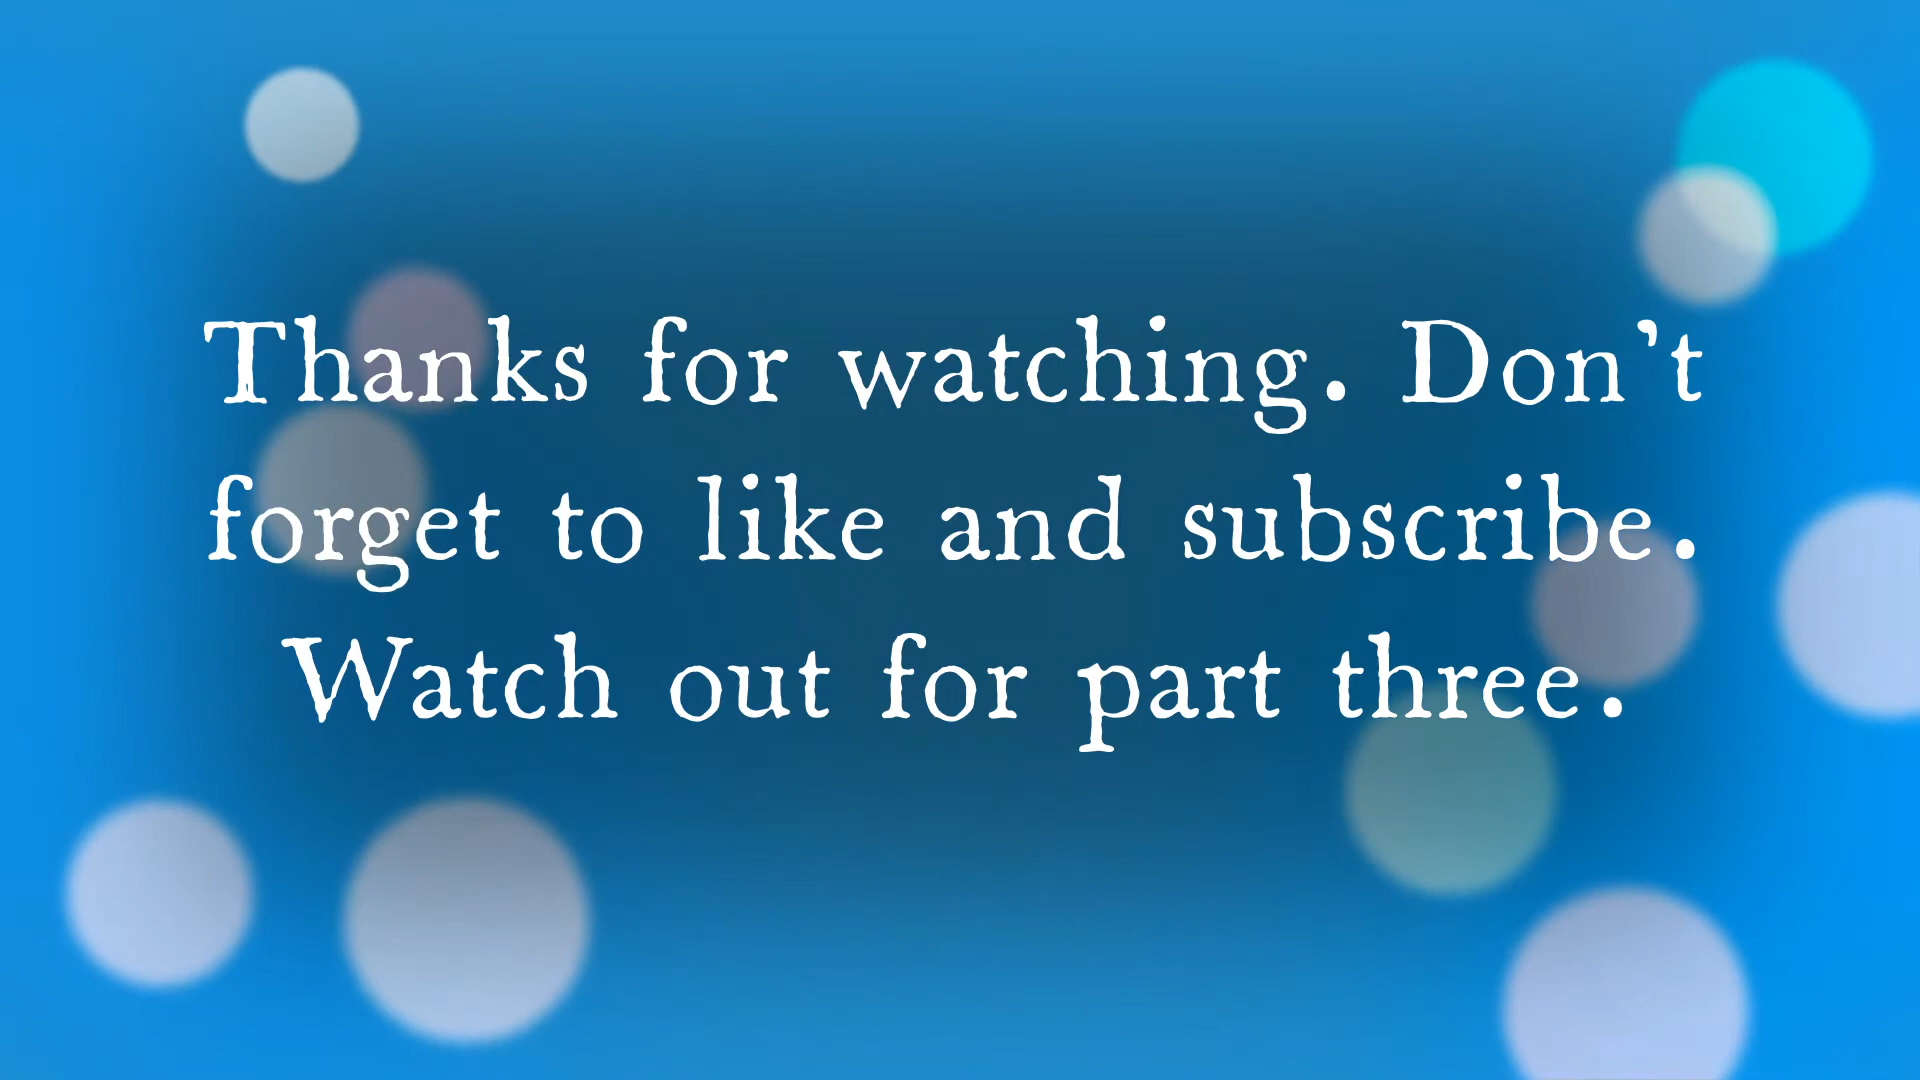 Thanks for watching. Don't
forget to like and subscribe.
Watch out for part three.